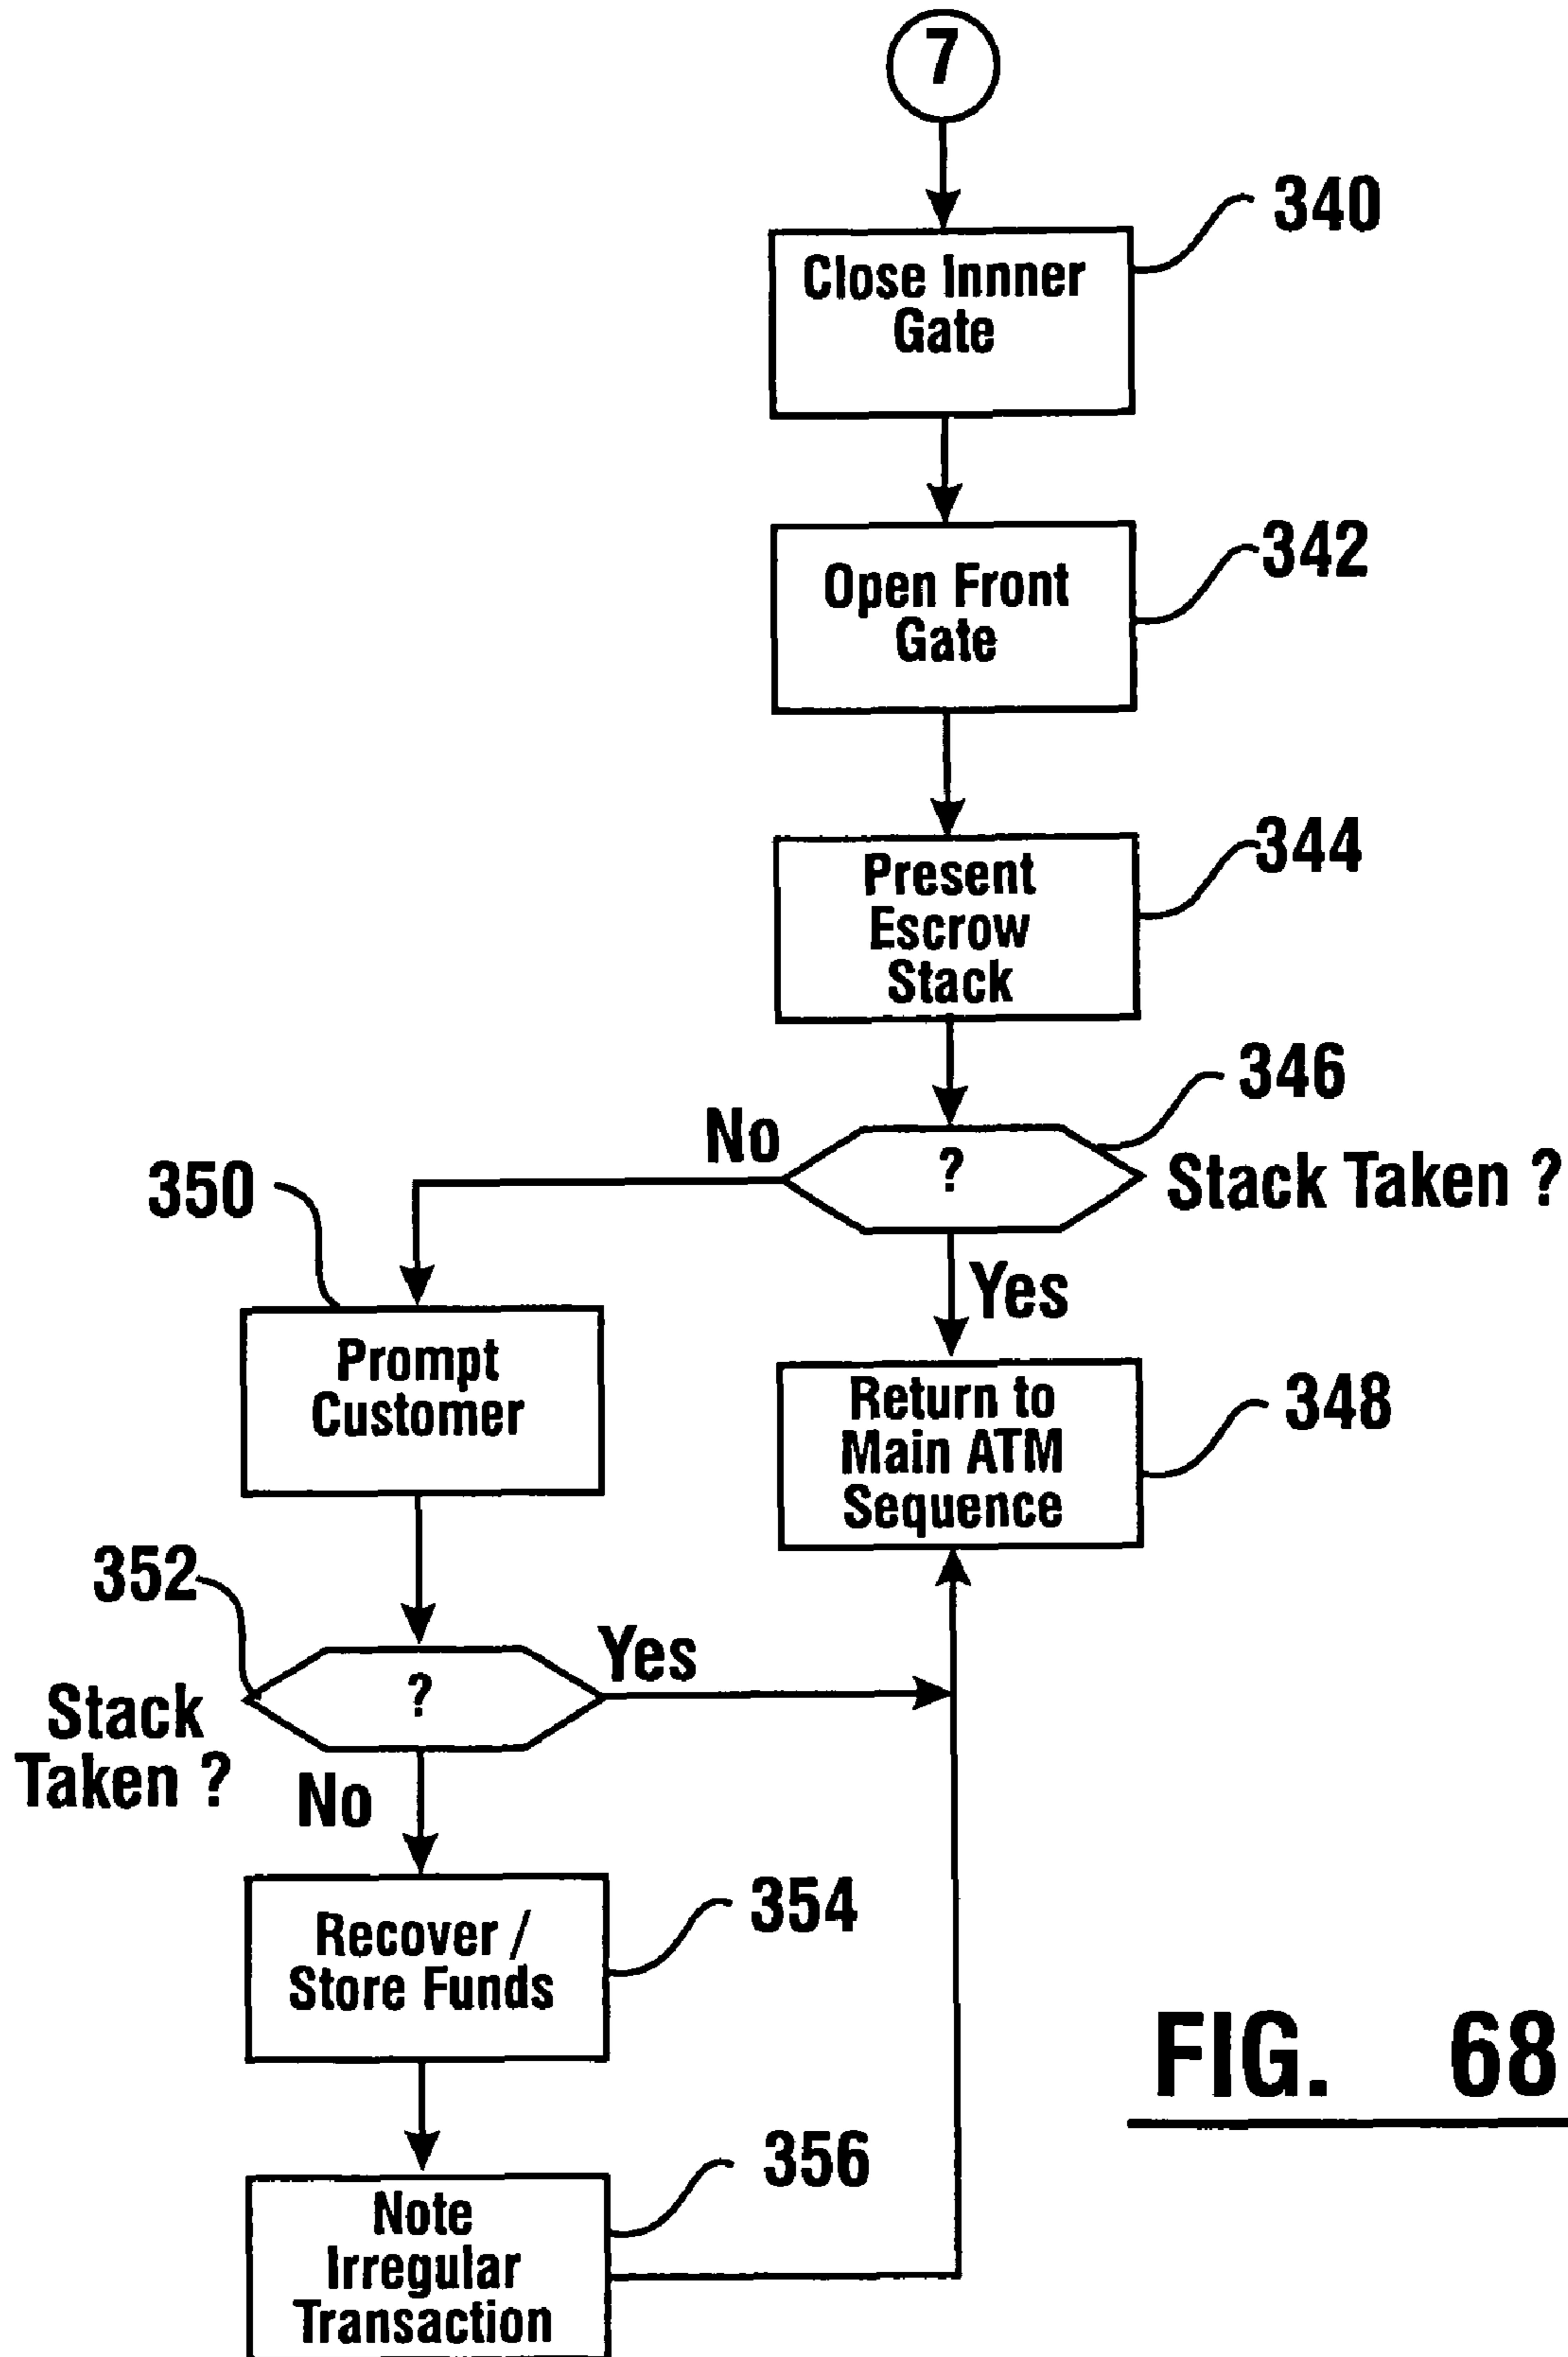 7
340
Close Innner
Gate
342
Open Front
Gate
344
Present
Escrow
Stack
346
No
?
Stack Taken ?
350
Yes
Prompt
Customer
Return to
Main ATM
Sequence
348
352
Yes
?
Stack
Taken ?
No
354
Recover /
Store Funds
FIG. 68
356
Note
Irregular
Transaction